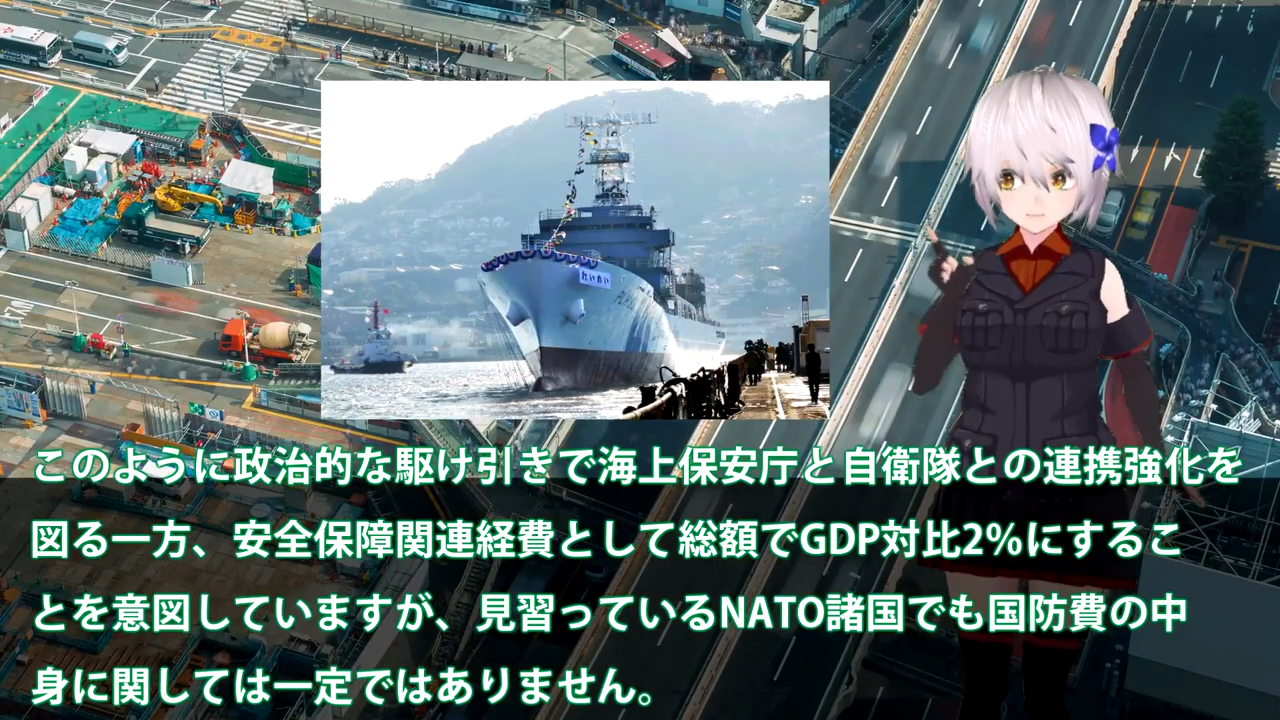 れいめい
このように政治的な駆け引きで海上保安庁と自衛隊との連携強化を
図る一方、安全保障関連経費として総額でGDP対比2%にするこ
とを意図していますが、見習っているNATO諸国でも国防費の中
身に関しては一定ではありません。